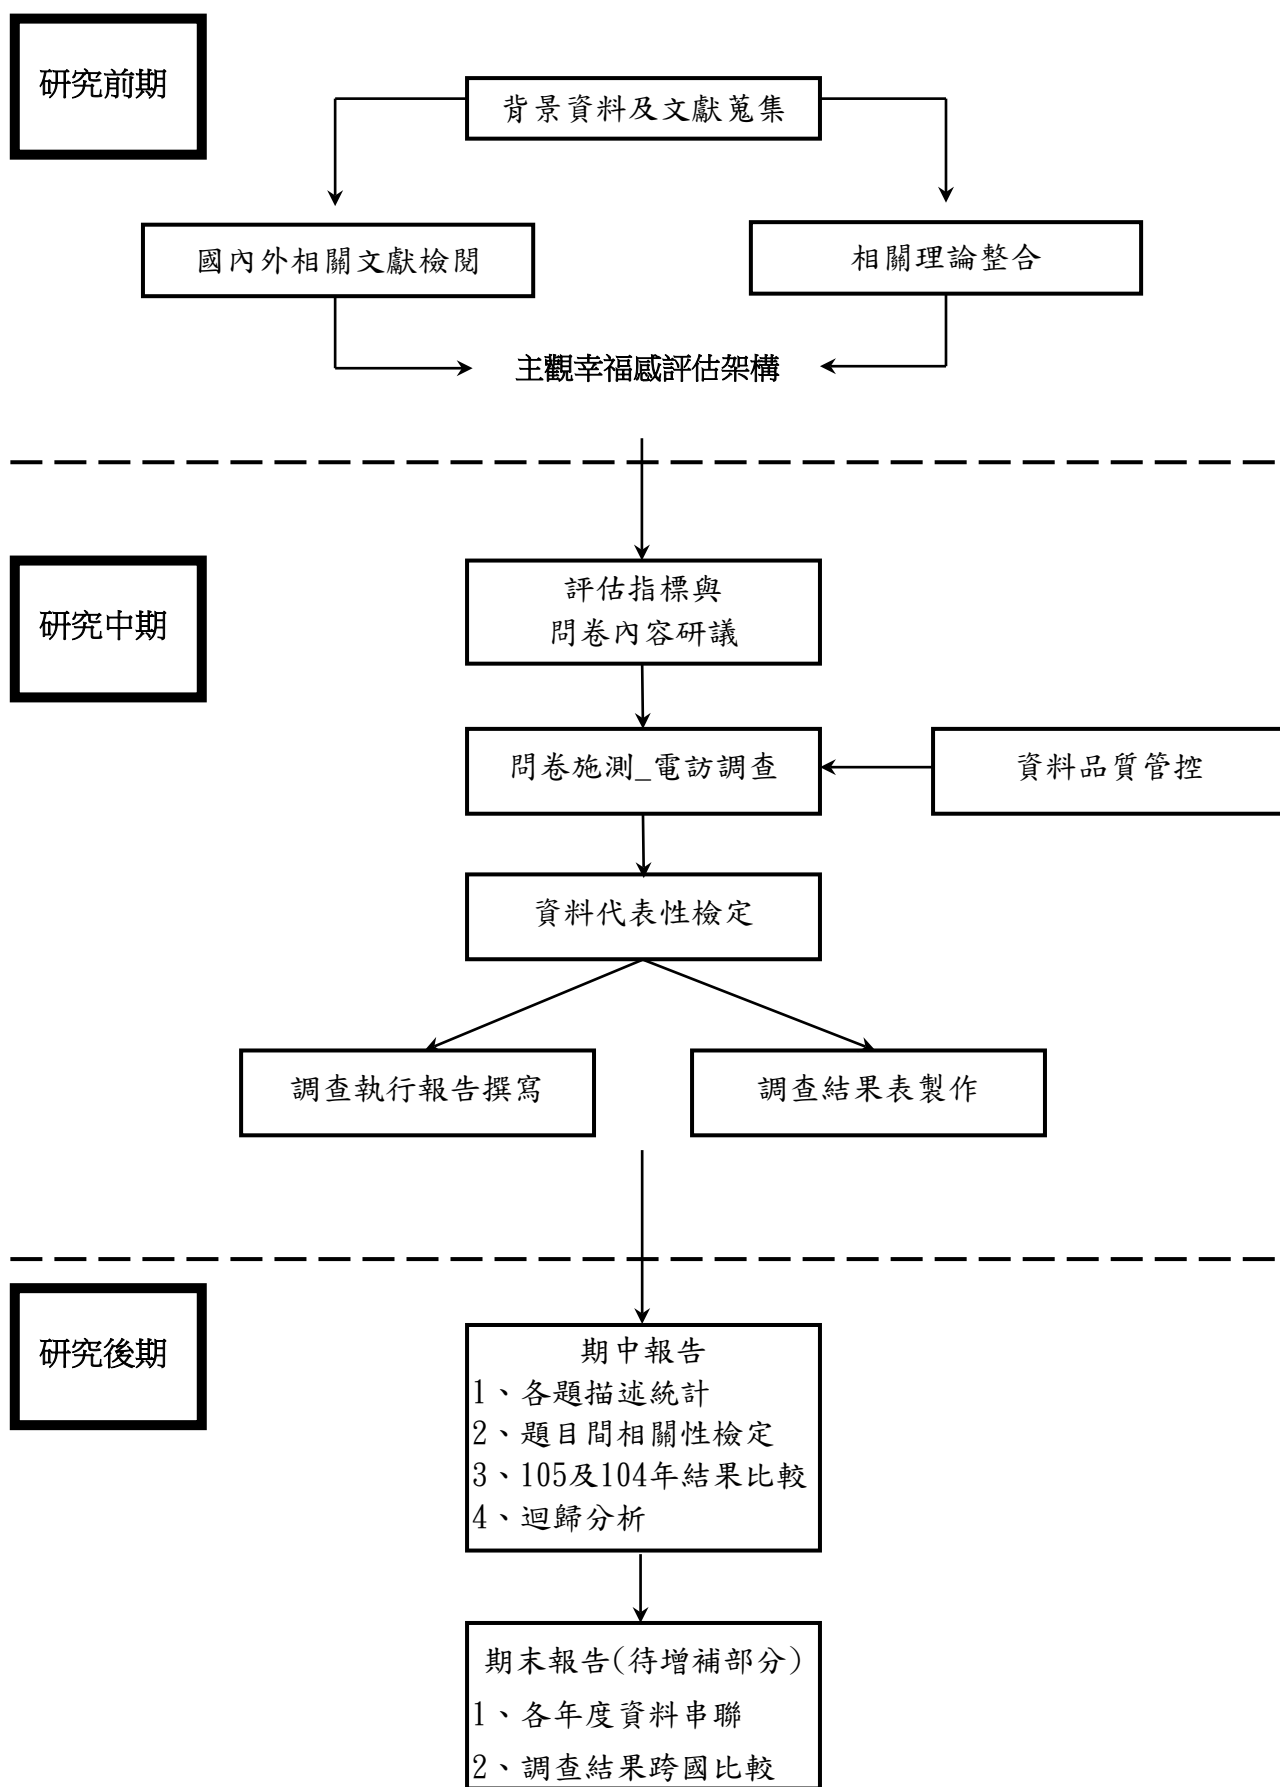 研究前期
背景資料及文獻蒐集
國內外相關文獻檢閱
相關理論整合
主觀幸福感評估架構
研究中期
評估指標與
問卷內容研議
問卷施測_電訪調查
資料品質管控
資料代表性檢定
調查執行報告撰寫
調查結果表製作
研究後期
期中報告
1、各題描述統計
2、題目間相關性檢定
3、105及104年結果比較
4、迴歸分析
期末報告(待增補部分)
1、各年度資料串聯
2、調查結果跨國比較